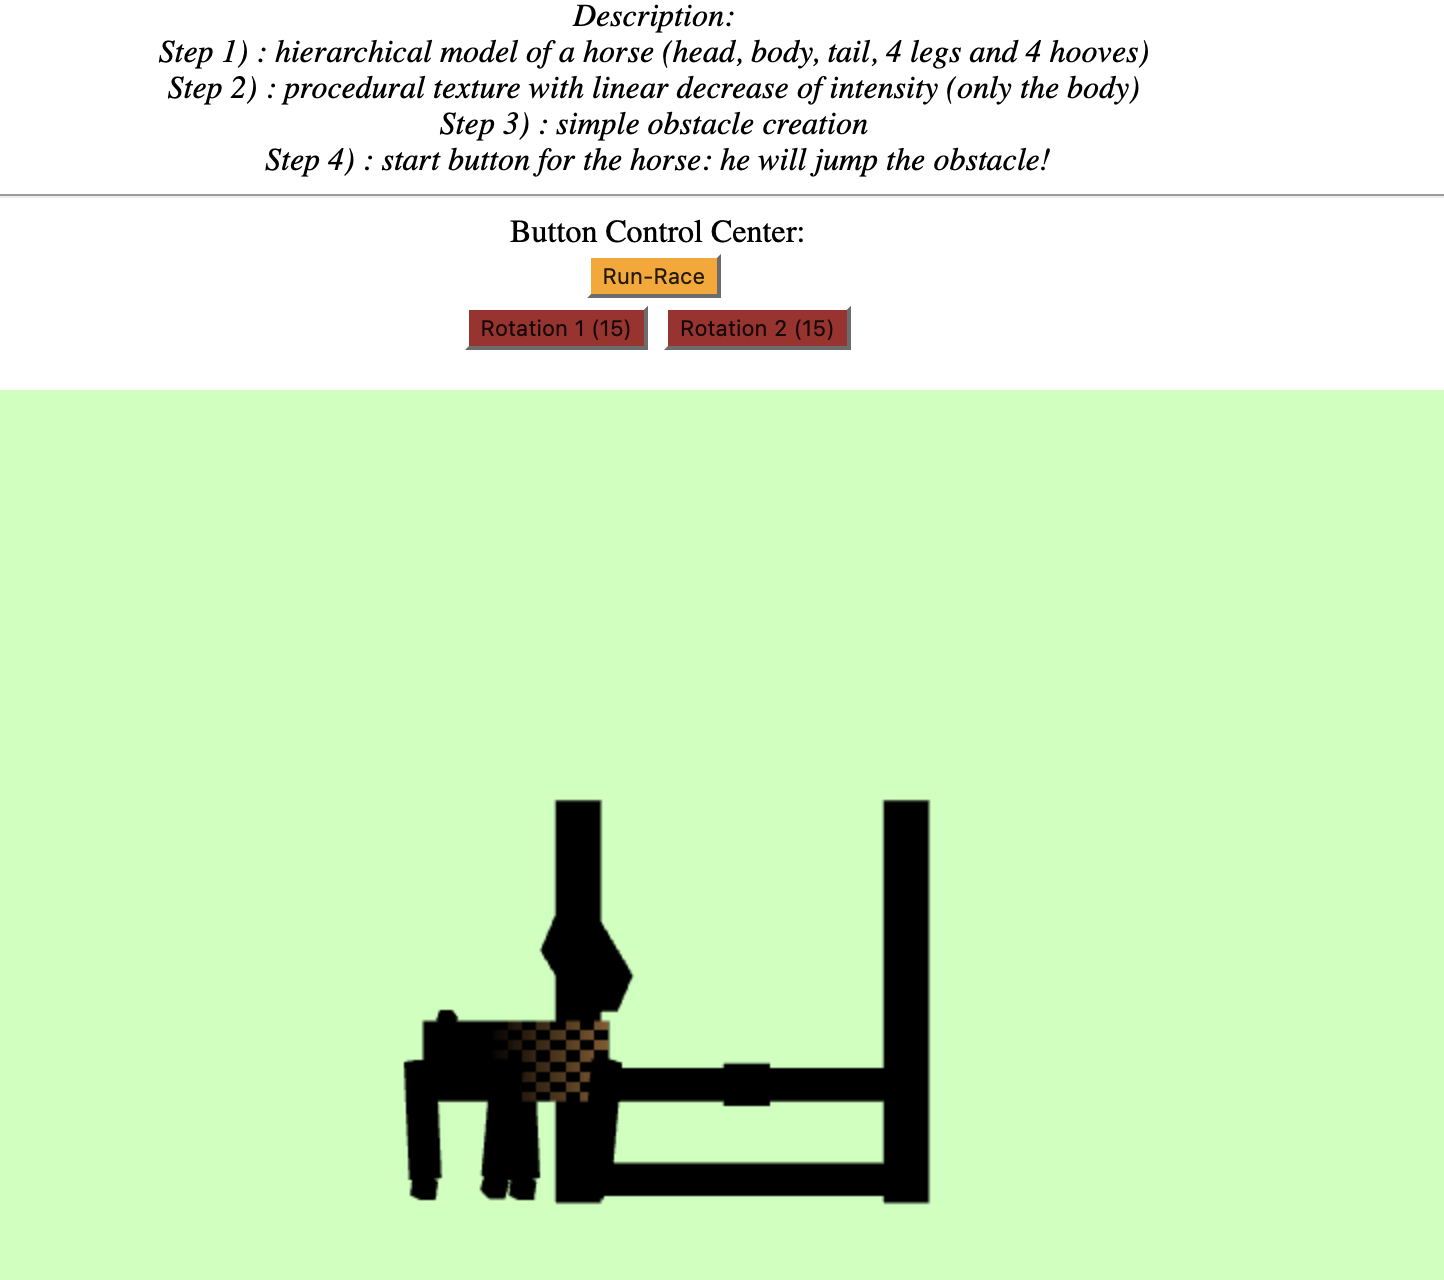 Description:
Step 1) : hierarchical model of a horse (head, body, tail, 4 legs and 4 hooves)
Step 2) : procedural texture with linear decrease of intensity (only the body)
Step 3) : simple obstacle creation
Step 4) : start button for the horse: he will jump the obstacle!
Button Control Center:
Run-Race
Rotation 1 (15) Rotation 2 (15)